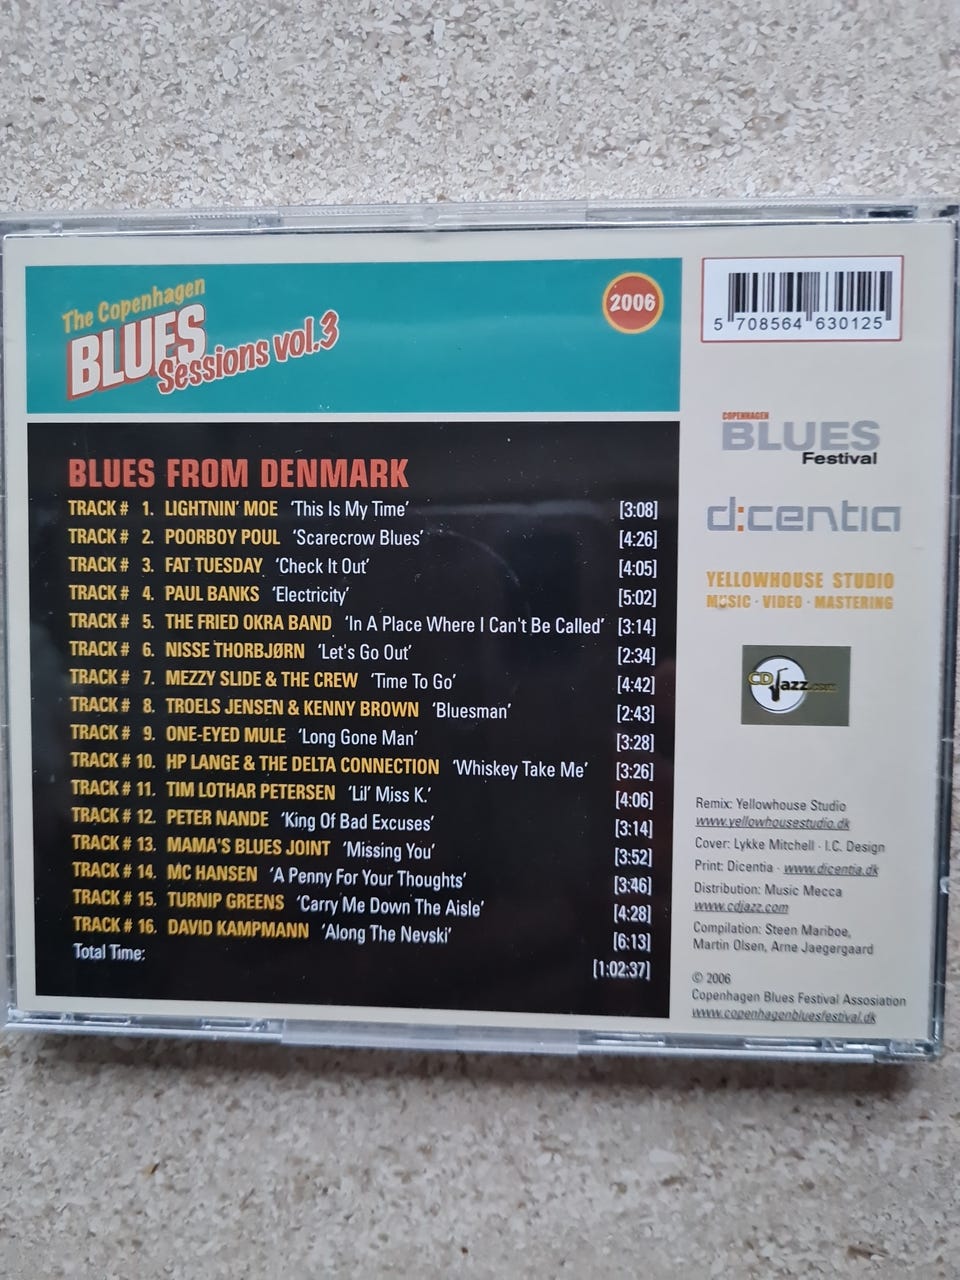 The Copenhagen
BLUES
Sessions vol.3
2006
5 708564 630125
BLUES FROM DENMARK
TRACK # 1. LIGHTNIN' MOE 'This Is My Time' [3:08]
TRACK # 2. POORBOY POUL 'Scarecrow Blues' [4:26]
TRACK # 3. FAT TUESDAY 'Check It Out' [4:05]
TRACK # 4. PAUL BANKS 'Electricity' [5:02]
TRACK # 5. THE FRIED OKRA BAND 'In A Place Where I Can't Be Called' [3:14]
TRACK # 6. NISSE THORBJØRN 'Let's Go Out' [2:34]
TRACK # 7. MEZZY SLIDE & THE CREW 'Time To Go' [4:42]
TRACK # 8. TROELS JENSEN & KENNY BROWN 'Bluesman' [2:43]
TRACK # 9. ONE-EYED MULE 'Long Gone Man' [3:28]
TRACK # 10. HP LANGE & THE DELTA CONNECTION 'Whiskey Take Me' [3:26]
TRACK # 11. TIM LOTHAR PETERSEN 'Lil' Miss K.' [4:06]
TRACK # 12. PETER NANDE 'King Of Bad Excuses' [3:14]
TRACK # 13. MAMA'S BLUES JOINT 'Missing You' [3:52]
TRACK # 14. MC HANSEN 'A Penny For Your Thoughts' [3:46]
TRACK # 15. TURNIP GREENS 'Carry Me Down The Aisle' [4:28]
TRACK # 16. DAVID KAMPMANN 'Along The Nevski' [6:13]
Total Time: [1:02:37]
COPENHAGEN
BLUES
Festival
d:centia
YELLOWHOUSE STUDIO
MUSIC · VIDEO · MASTERING
CD Jazz.com
Remix: Yellowhouse Studio
www.yellowhousestudio.dk
Cover: Lykke Mitchell · I.C. Design
Print: Dicentia · www.dicentia.dk
Distribution: Music Mecca
www.cdjazz.com
Compilation: Steen Mariboe,
Martin Olsen, Arne Jaegergaard
© 2006
Copenhagen Blues Festival Assosiation
www.copenhagenbluesfestival.dk